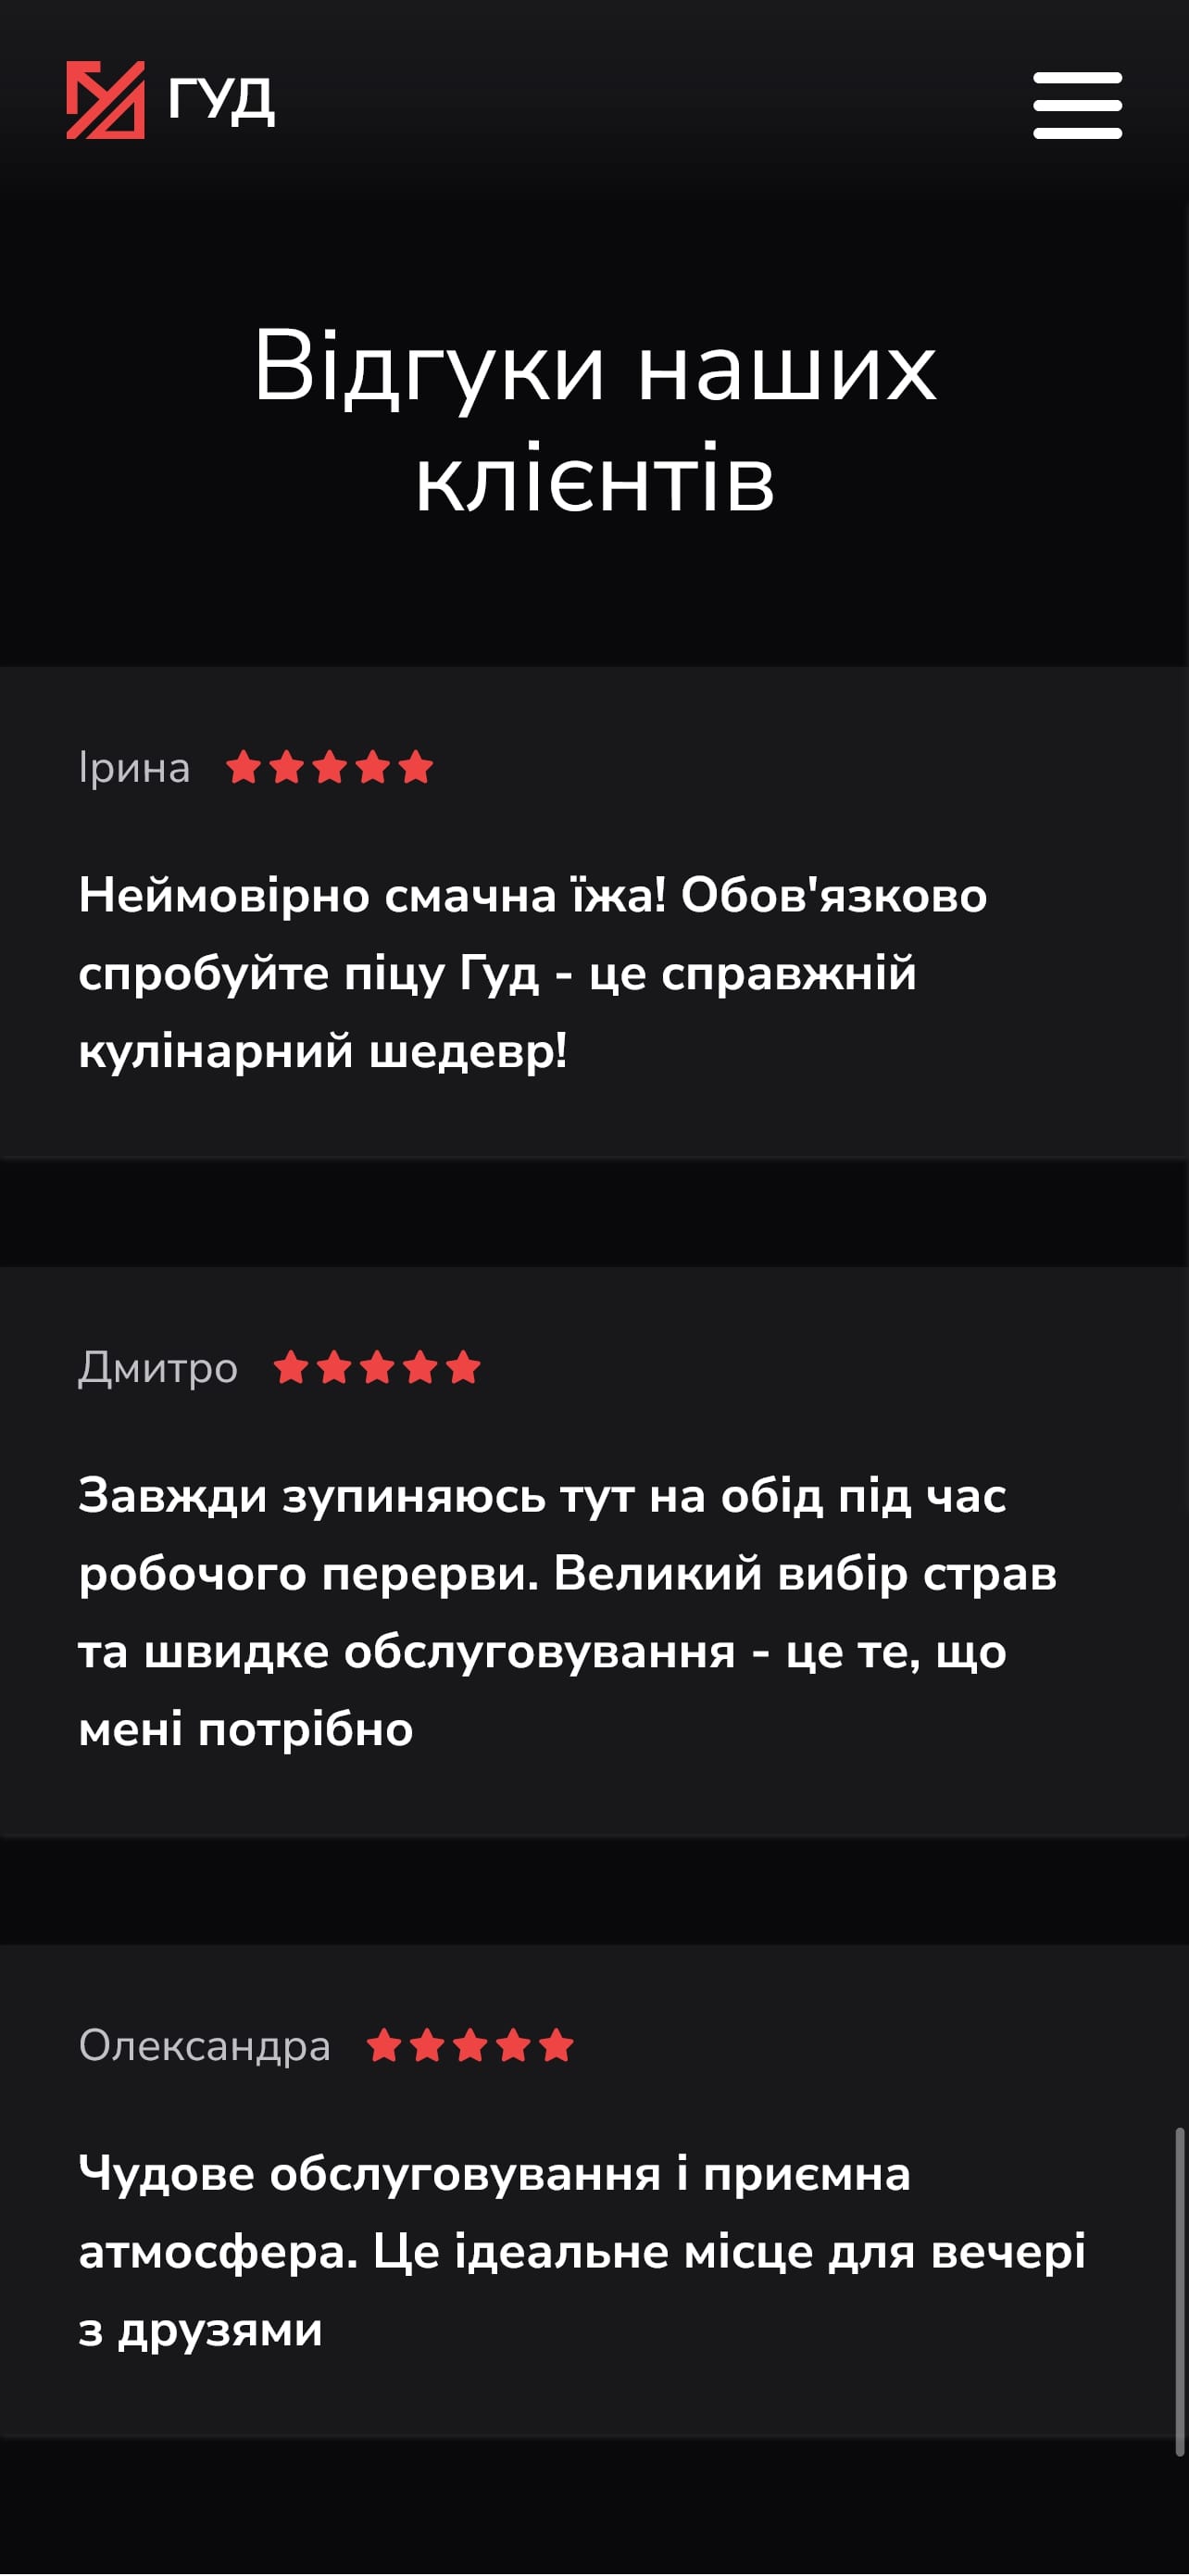 ГУД
Відгуки наших
клієнтів
Ірина
Неймовірно смачна їжа! Обов'язково
спробуйте піцу Гуд - це справжній
кулінарний шедевр!
Дмитро
Завжди зупиняюсь тут на обід під час
робочого перерви. Великий вибір страв
та швидке обслуговування - це те, що
мені потрібно
Олександра
Чудове обслуговування і приємна
атмосфера. Це ідеальне місце для вечері
з друзями